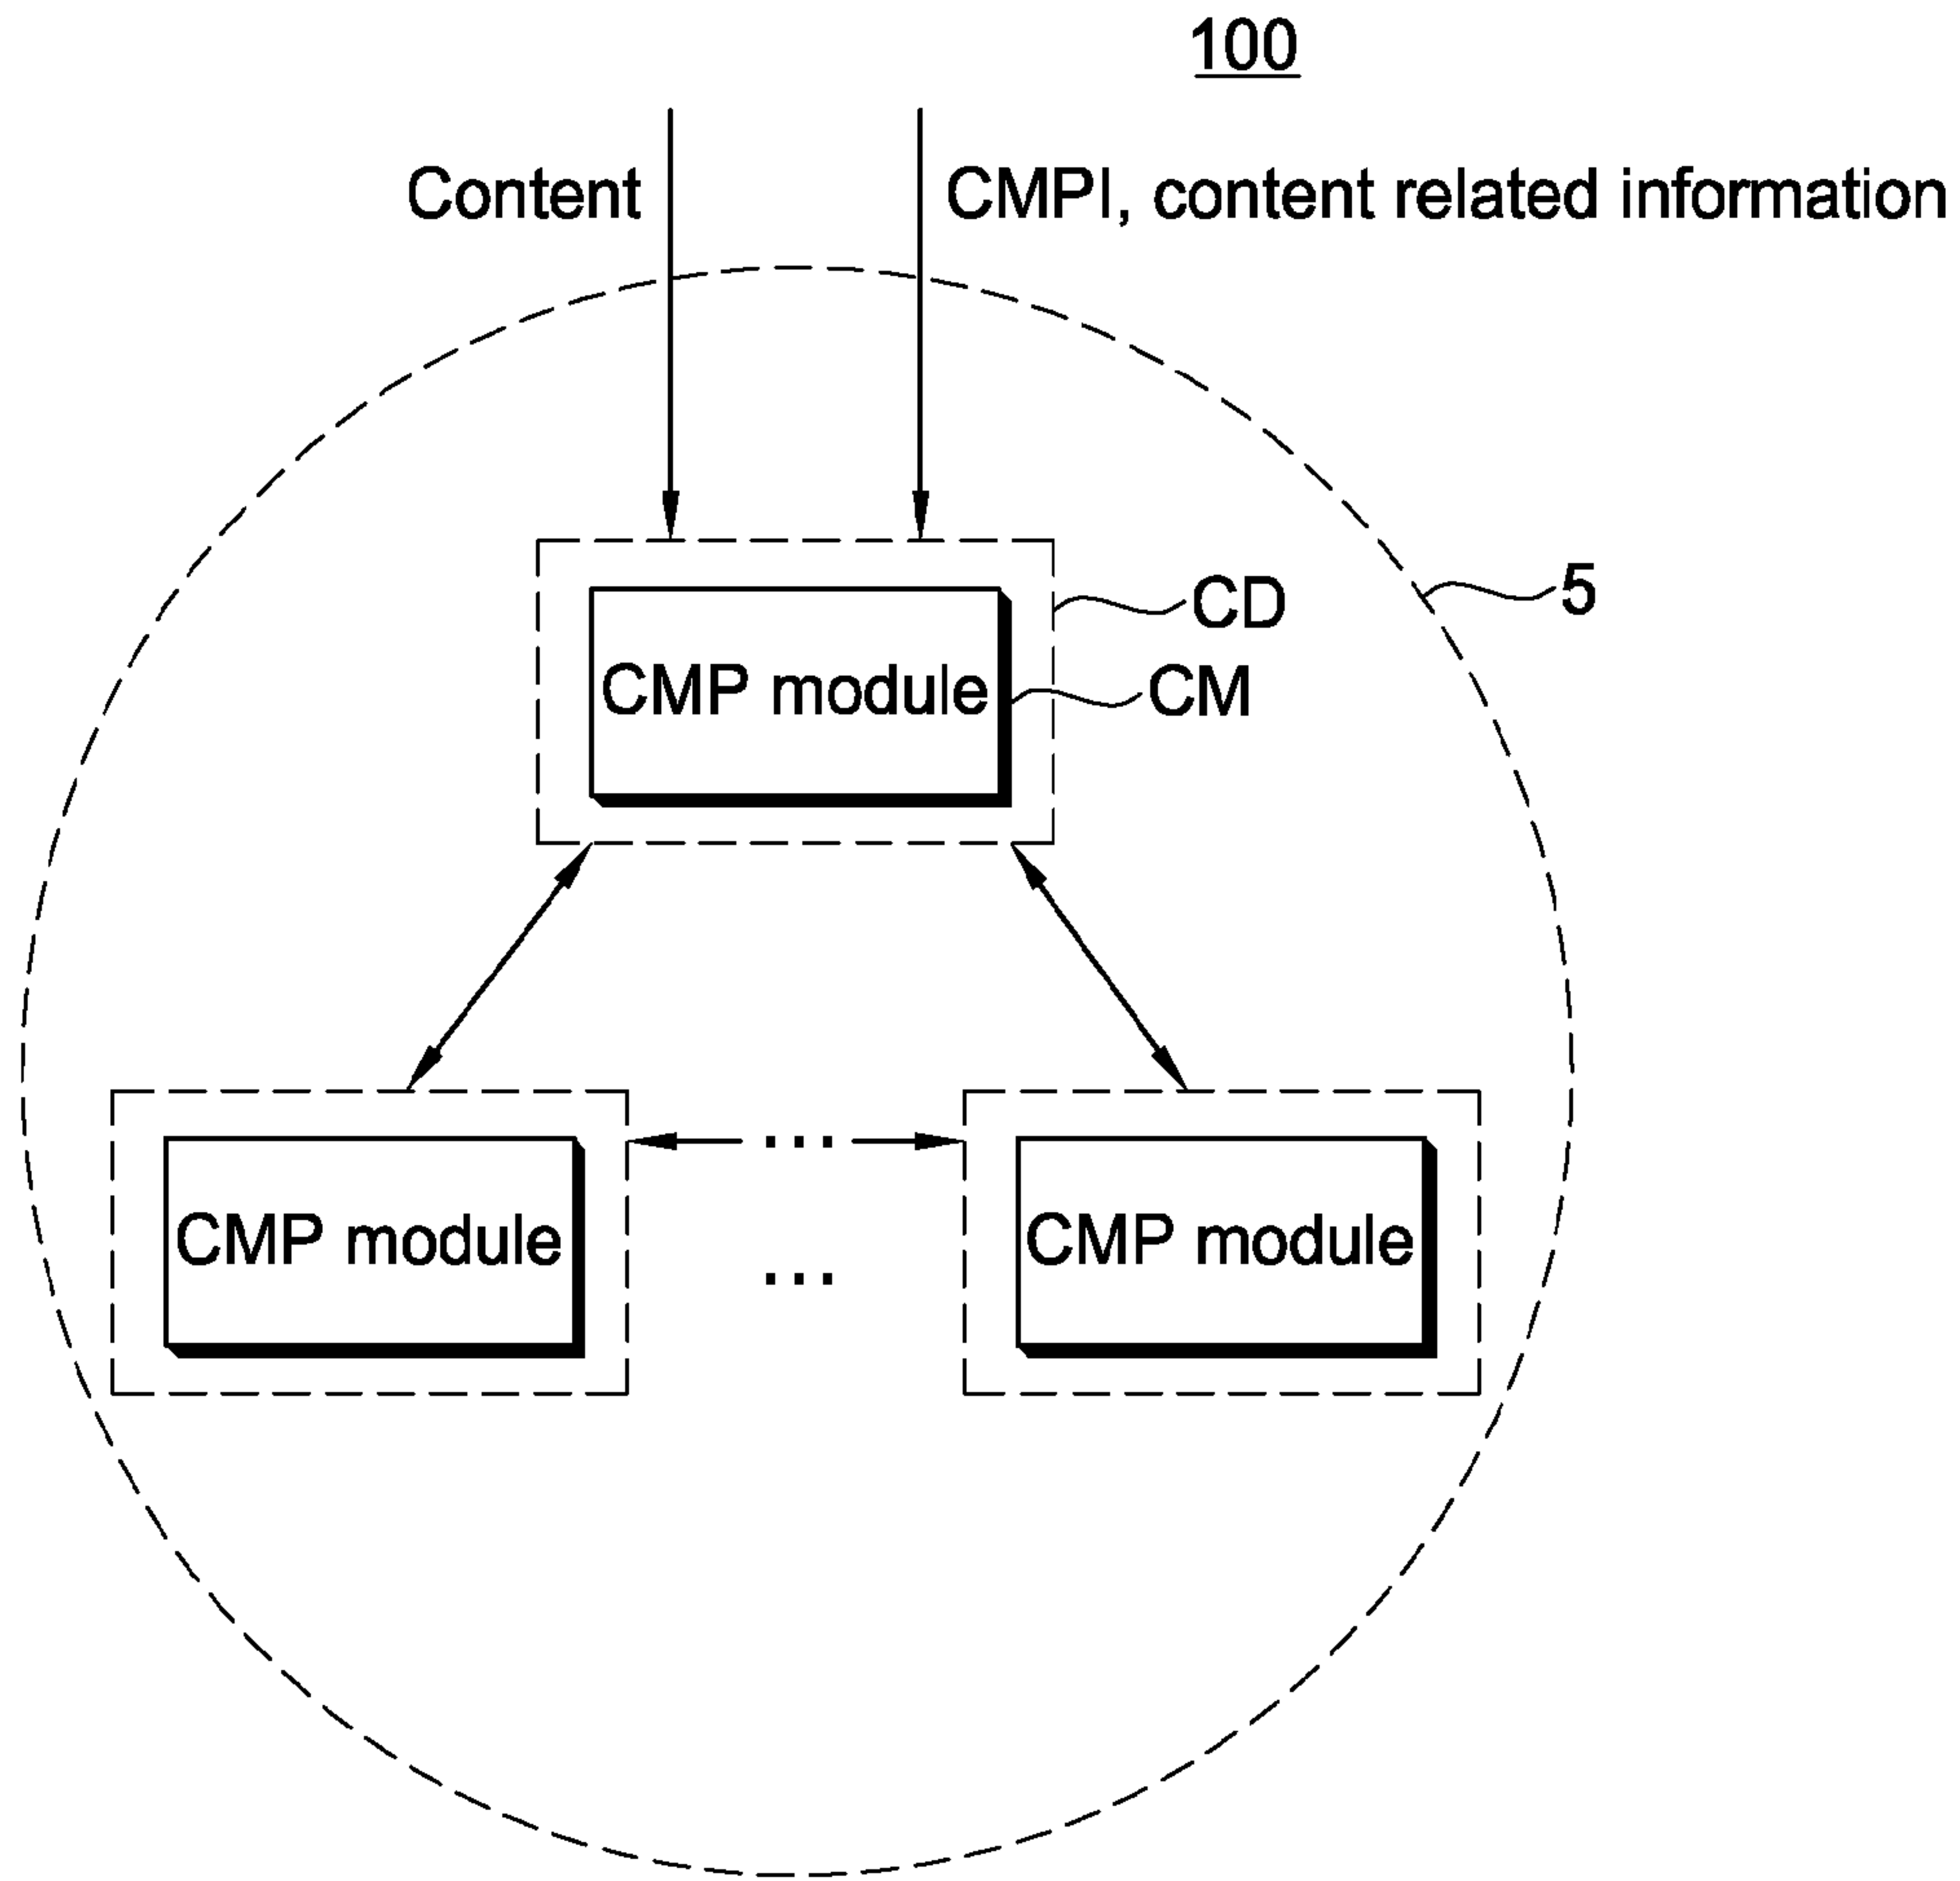 100
Content
CMPI, content related information
CD
5
CMP module
CM
...
CMP module
...
CMP module